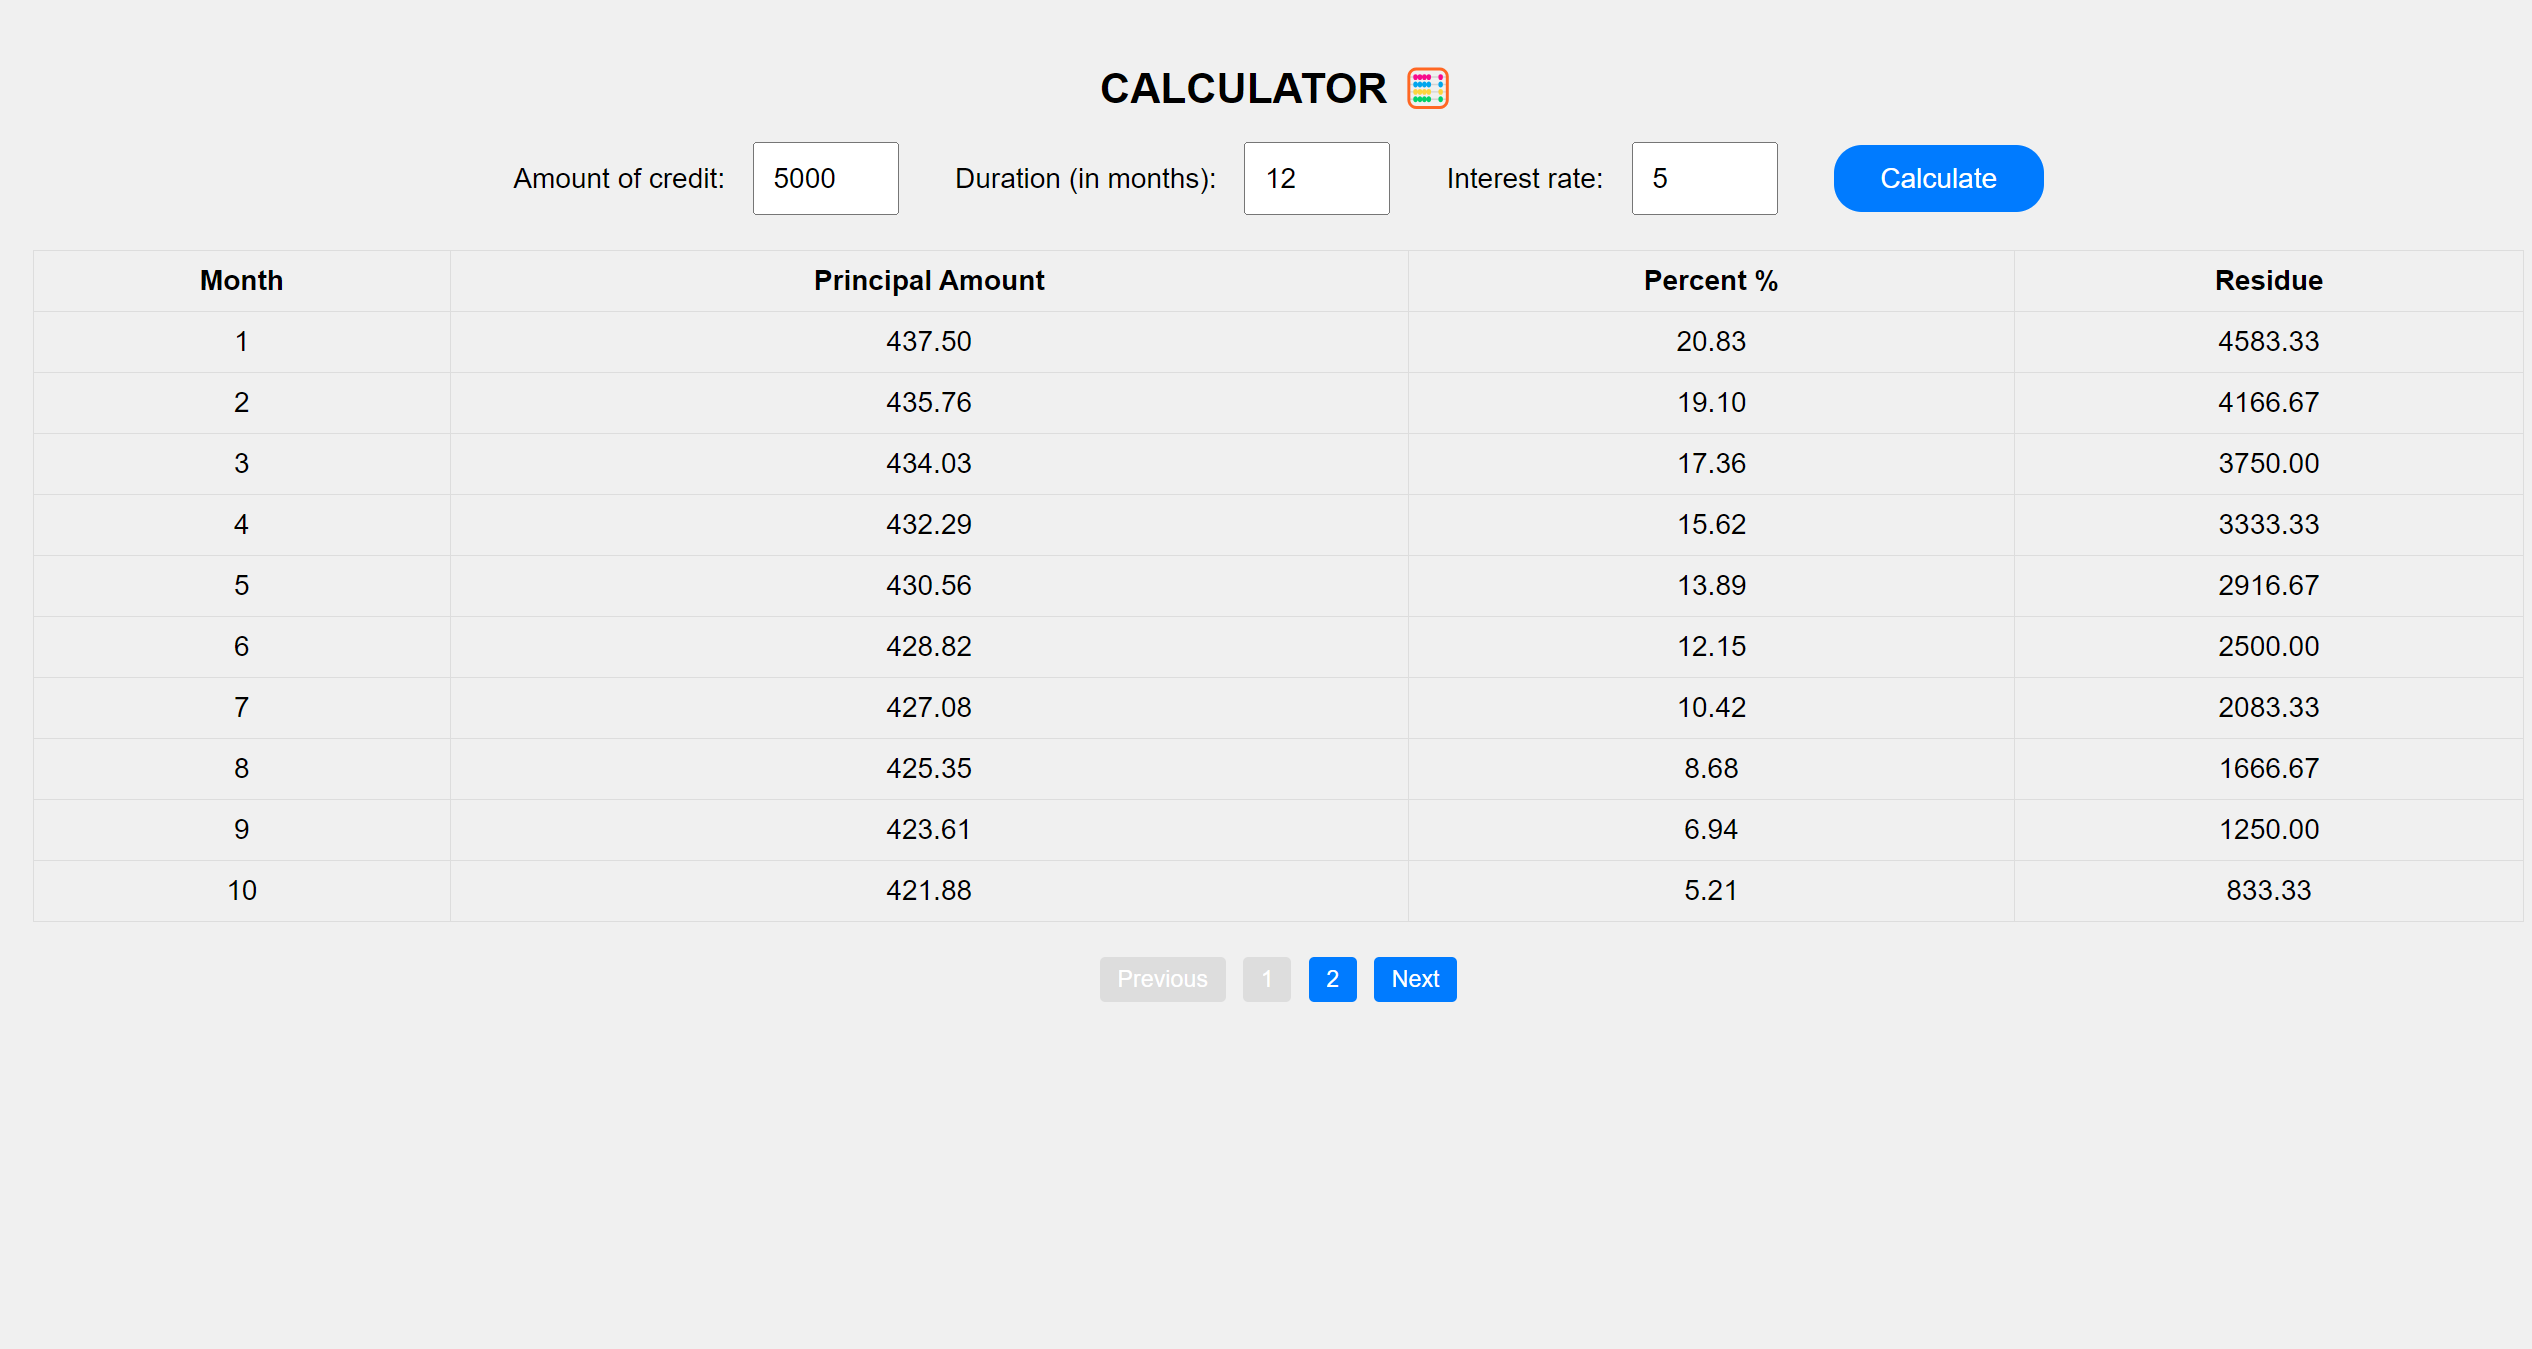 CALCULATOR
Amount of credit: 5000 Duration (in months): 12 Interest rate: 5 Calculate
Month Principal Amount Percent % Residue
1 437.50 20.83 4583.33
2 435.76 19.10 4166.67
3 434.03 17.36 3750.00
4 432.29 15.62 3333.33
5 430.56 13.89 2916.67
6 428.82 12.15 2500.00
7 427.08 10.42 2083.33
8 425.35 8.68 1666.67
9 423.61 6.94 1250.00
10 421.88 5.21 833.33
Previous 1 2 Next